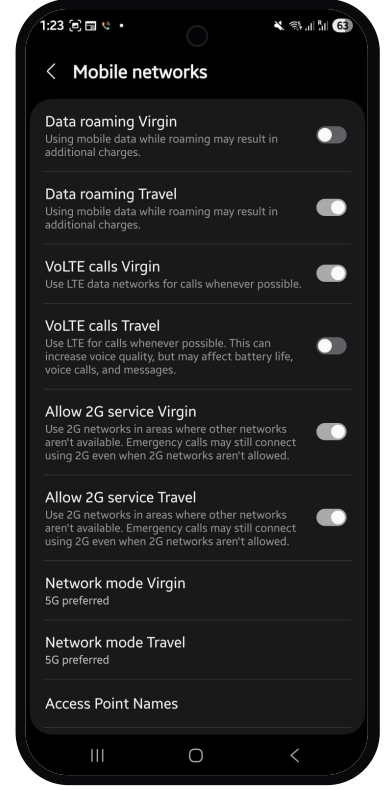 1:23
R
63
Mobile networks
Data roaming Virgin
Using mobile data while roaming may result in
additional charges.
Data roaming Travel
Using mobile data while roaming may result in
additional charges.
VoLTE calls Virgin
Use LTE data networks for calls whenever possible.
VoLTE calls Travel
Use LTE for calls whenever possible. This can
increase voice quality, but may affect battery life,
voice calls, and messages.
Allow 2G service Virgin
Use 2G networks in areas where other networks
aren't available. Emergency calls may still connect
using 2G even when 2G networks aren't allowed.
Allow 2G service Travel
Use 2G networks in areas where other networks
aren't available. Emergency calls may still connect
using 2G even when 2G networks aren't allowed.
Network mode Virgin
5G preferred
Network mode Travel
5G preferred
Access Point Names